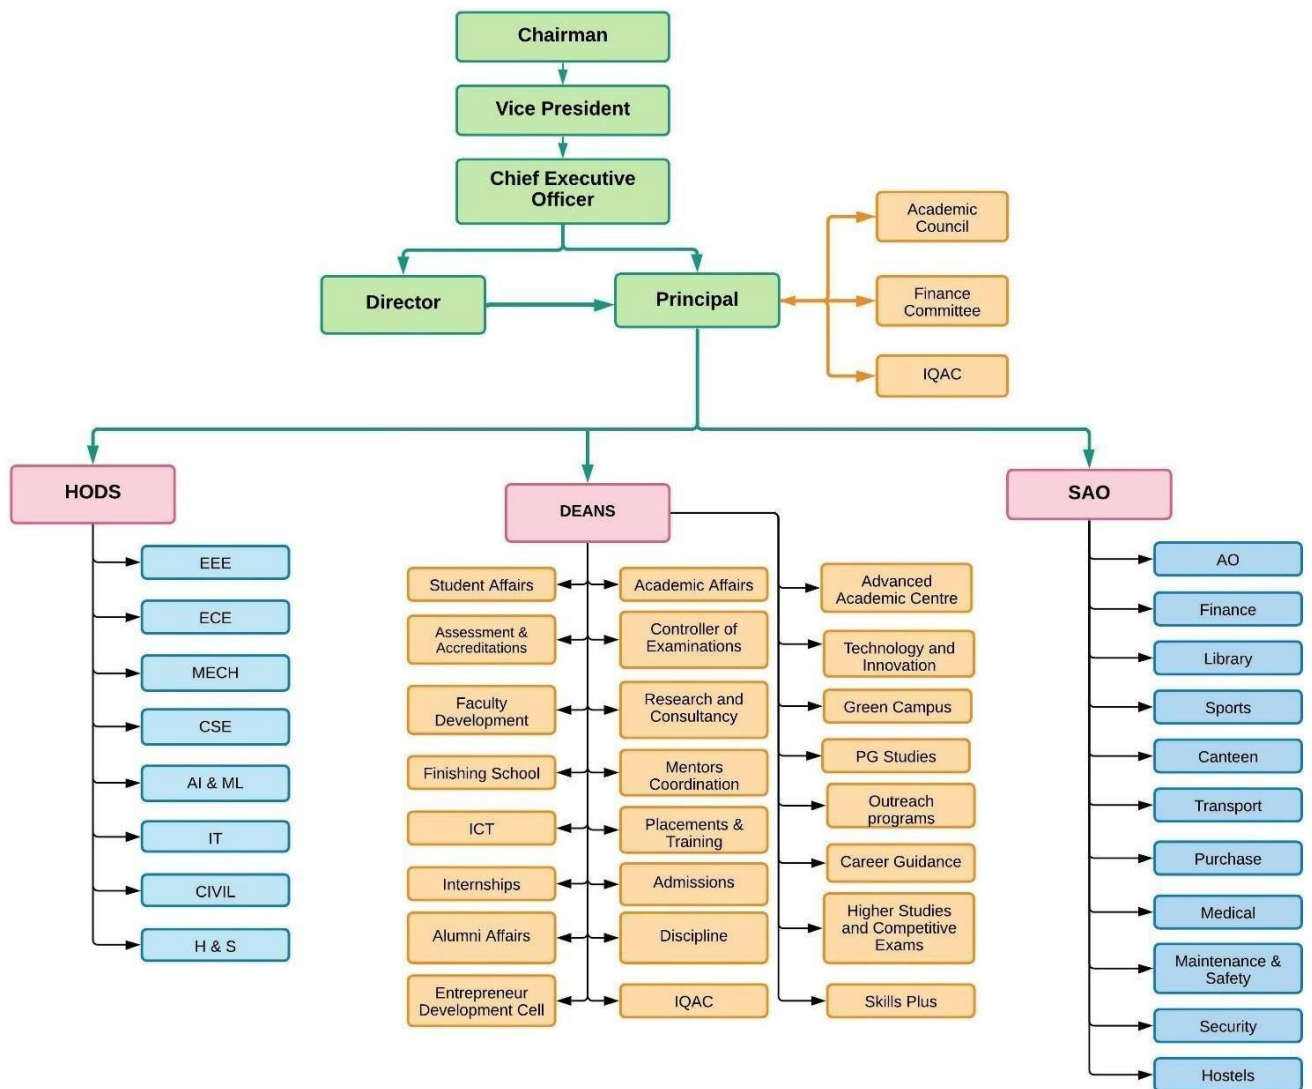 Chairman
Vice President
Chief Executive
Officer
Director
Principal
Academic
Council
Finance
Committee
IQAC
HODS
EEE
ECE
MECH
CSE
AI & ML
IT
CIVIL
H & S
DEANS
Student Affairs
Assessment &
Accreditations
Faculty
Development
Finishing School
ICT
Internships
Alumni Affairs
Entrepreneur
Development Cell
Academic Affairs
Controller of
Examinations
Research and
Consultancy
Mentors
Coordination
Placements &
Training
Admissions
Discipline
IQAC
Advanced
Academic Centre
Technology and
Innovation
Green Campus
PG Studies
Outreach
programs
Career Guidance
Higher Studies
and Competitive
Exams
Skills Plus
SAO
AO
Finance
Library
Sports
Canteen
Transport
Purchase
Medical
Maintenance &
Safety
Security
Hostels